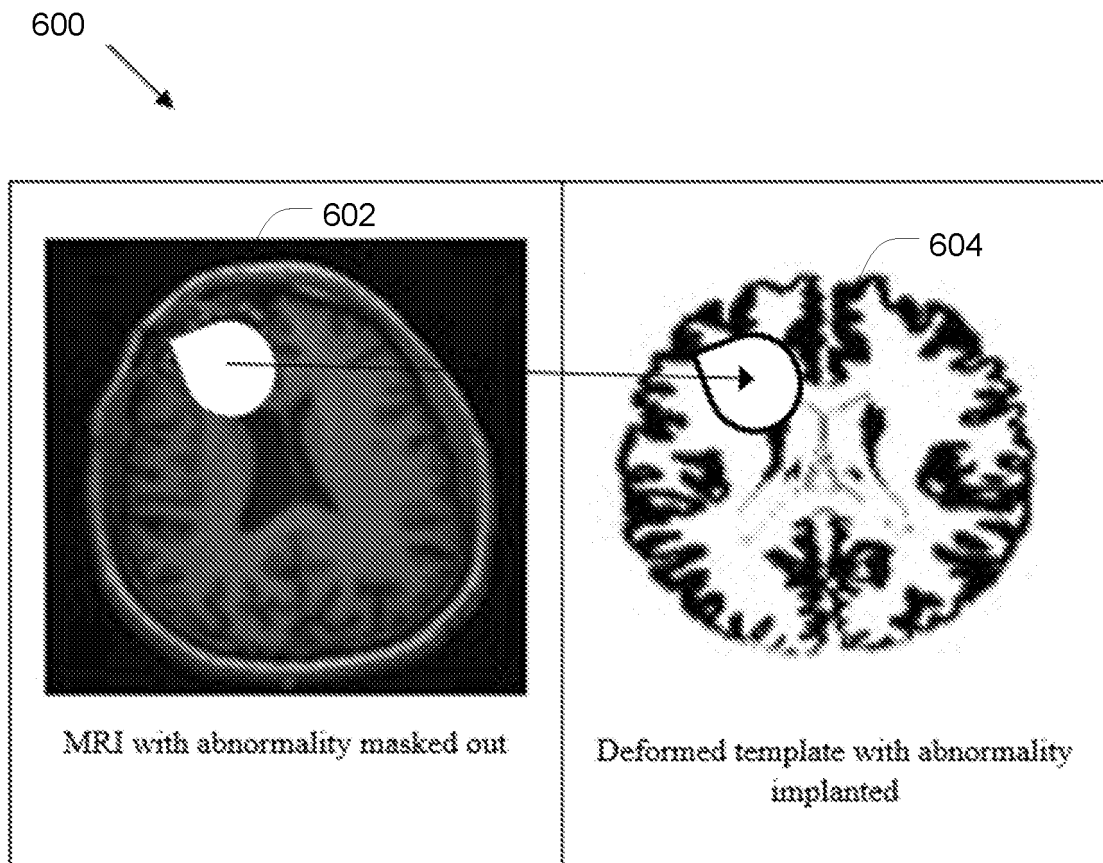 600
602
604
MRI with abnormality masked out
Deformed template with abnormality
implanted